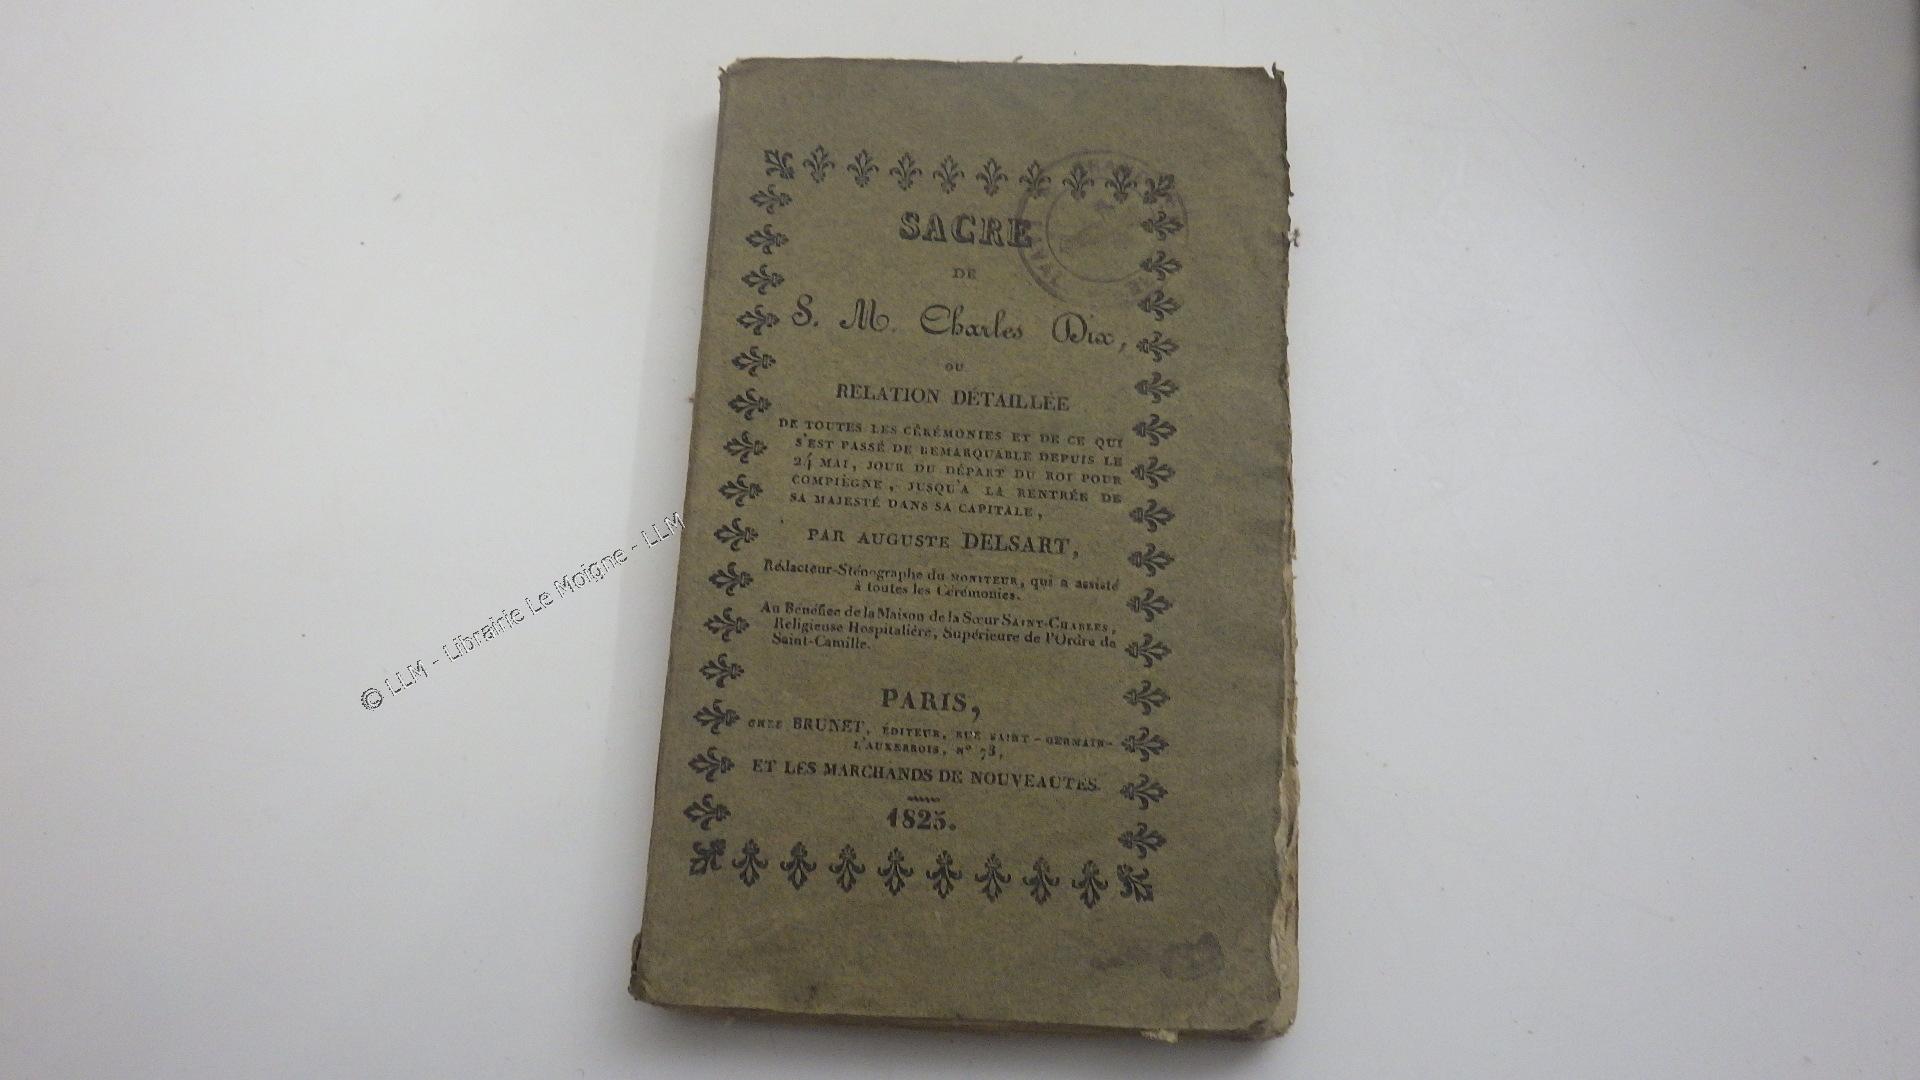 SACRE
DE
S. M. Charles Dix,
OU
RELATION DÉTAILLÉE
DE TOUTES LES CÉRÉMONIES ET DE CE QUI
S'EST PASSÉ DE REMARQUABLE DEPUIS LE
24 MAI, JOUR DU DÉPART DU ROI POUR
COMPIÈGNE, JUSQU'A LA RENTRÉE DE
SA MAJESTÉ DANS SA CAPITALE,
PAR AUGUSTE DELSART,
Rédacteur-Sténographe du MONITEUR, qui a assisté
à toutes les Cérémonies.
Au Bénéfice de la Maison de la Sœur SAINT-CHARLES,
Religieuse Hospitalière, Supérieure de l'Ordre de
Saint-Camille.
PARIS,
CHEZ BRUNET, ÉDITEUR, RUE SAINT-GERMAIN-
L'AUXERROIS, N° 73,
ET LES MARCHANDS DE NOUVEAUTÉS.
1825.
© LLM - Librairie Le Moigne - LLM